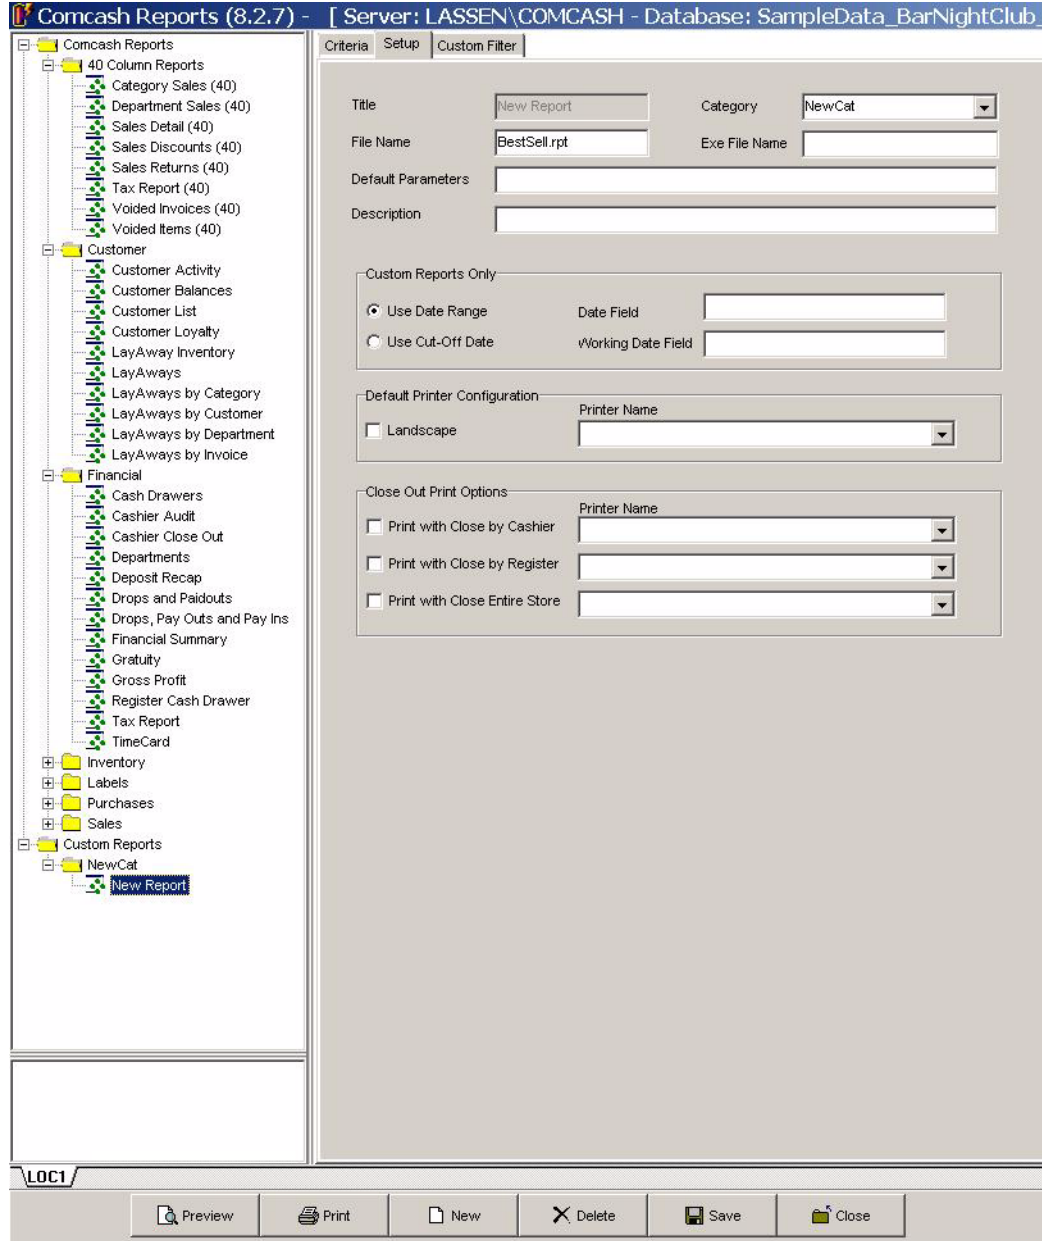 Comcash Reports (8.2.7) - [ Server: LASSEN\COMCASH - Database: SampleData_BarNightClub_
Comcash Reports
40 Column Reports
Category Sales (40)
Department Sales (40)
Sales Detail (40)
Sales Discounts (40)
Sales Returns (40)
Tax Report (40)
Voided Invoices (40)
Voided Items (40)
Customer
Customer Activity
Customer Balances
Customer List
Customer Loyalty
LayAway Inventory
LayAways
LayAways by Category
LayAways by Customer
LayAways by Department
LayAways by Invoice
Financial
Cash Drawers
Cashier Audit
Cashier Close Out
Departments
Deposit Recap
Drops and Paidouts
Drops, Pay Outs and Pay Ins
Financial Summary
Gratuity
Gross Profit
Register Cash Drawer
Tax Report
TimeCard
Inventory
Labels
Purchases
Sales
Custom Reports
NewCat
New Report
Criteria Setup Custom Filter
Title New Report Category NewCat
File Name BestSell.rpt Exe File Name
Default Parameters
Description
Custom Reports Only
Use Date Range Date Field
Use Cut-Off Date Working Date Field
Default Printer Configuration
Printer Name
Landscape
Close Out Print Options
Printer Name
Print with Close by Cashier
Print with Close by Register
Print with Close Entire Store
LOC1
Preview Print New Delete Save Close